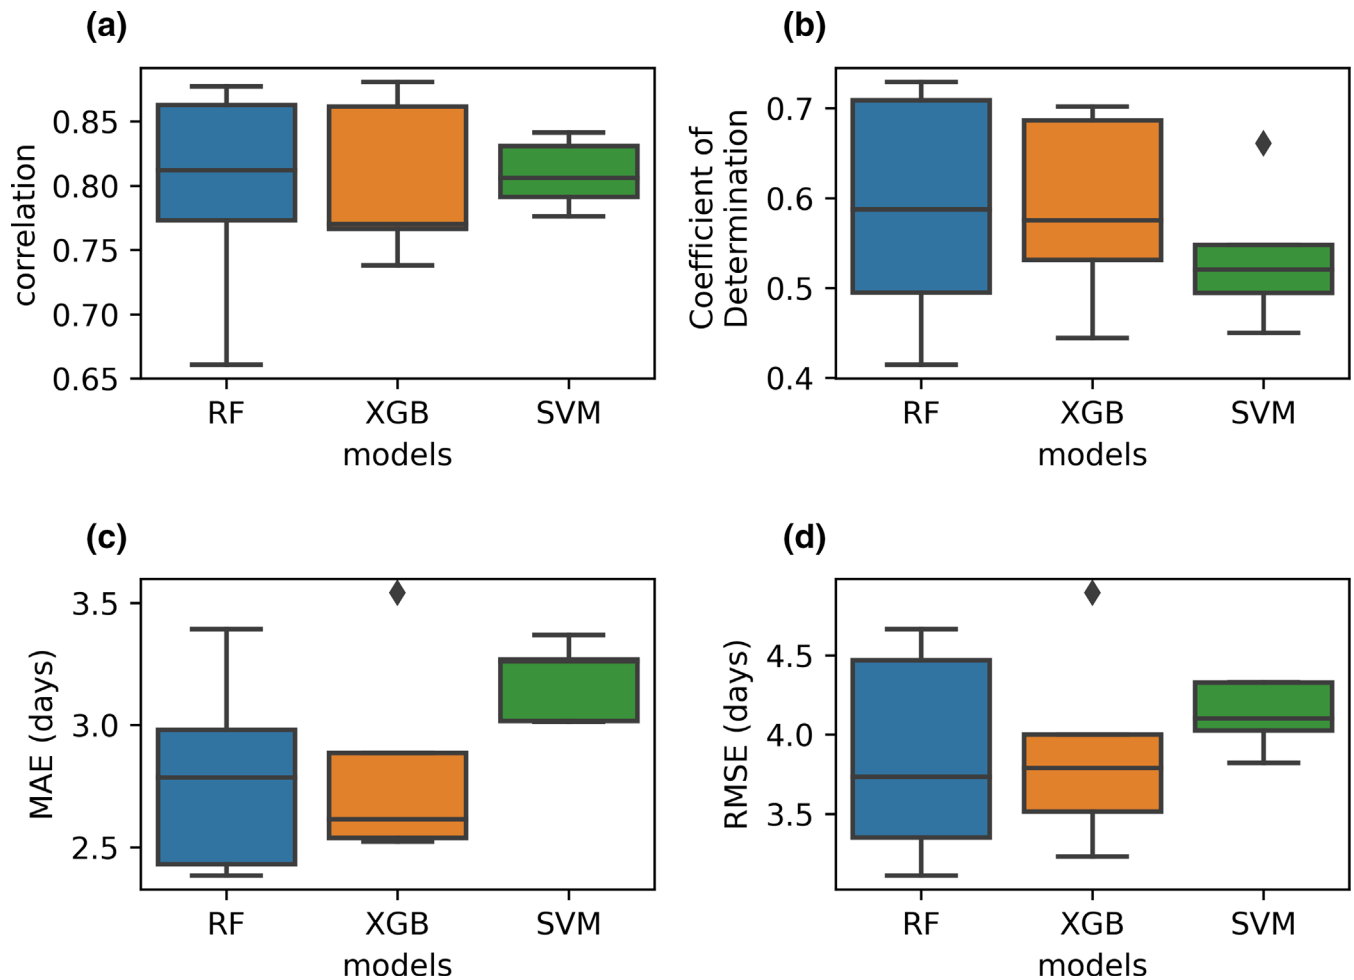 (a)
correlation
0.85
0.80
0.75
0.70
0.65
RF XGB SVM
models
(b)
Coefficient of
Determination
0.7
0.6
0.5
0.4
RF XGB SVM
models
(c)
MAE (days)
3.5
3.0
2.5
RF XGB SVM
models
(d)
RMSE (days)
4.5
4.0
3.5
RF XGB SVM
models